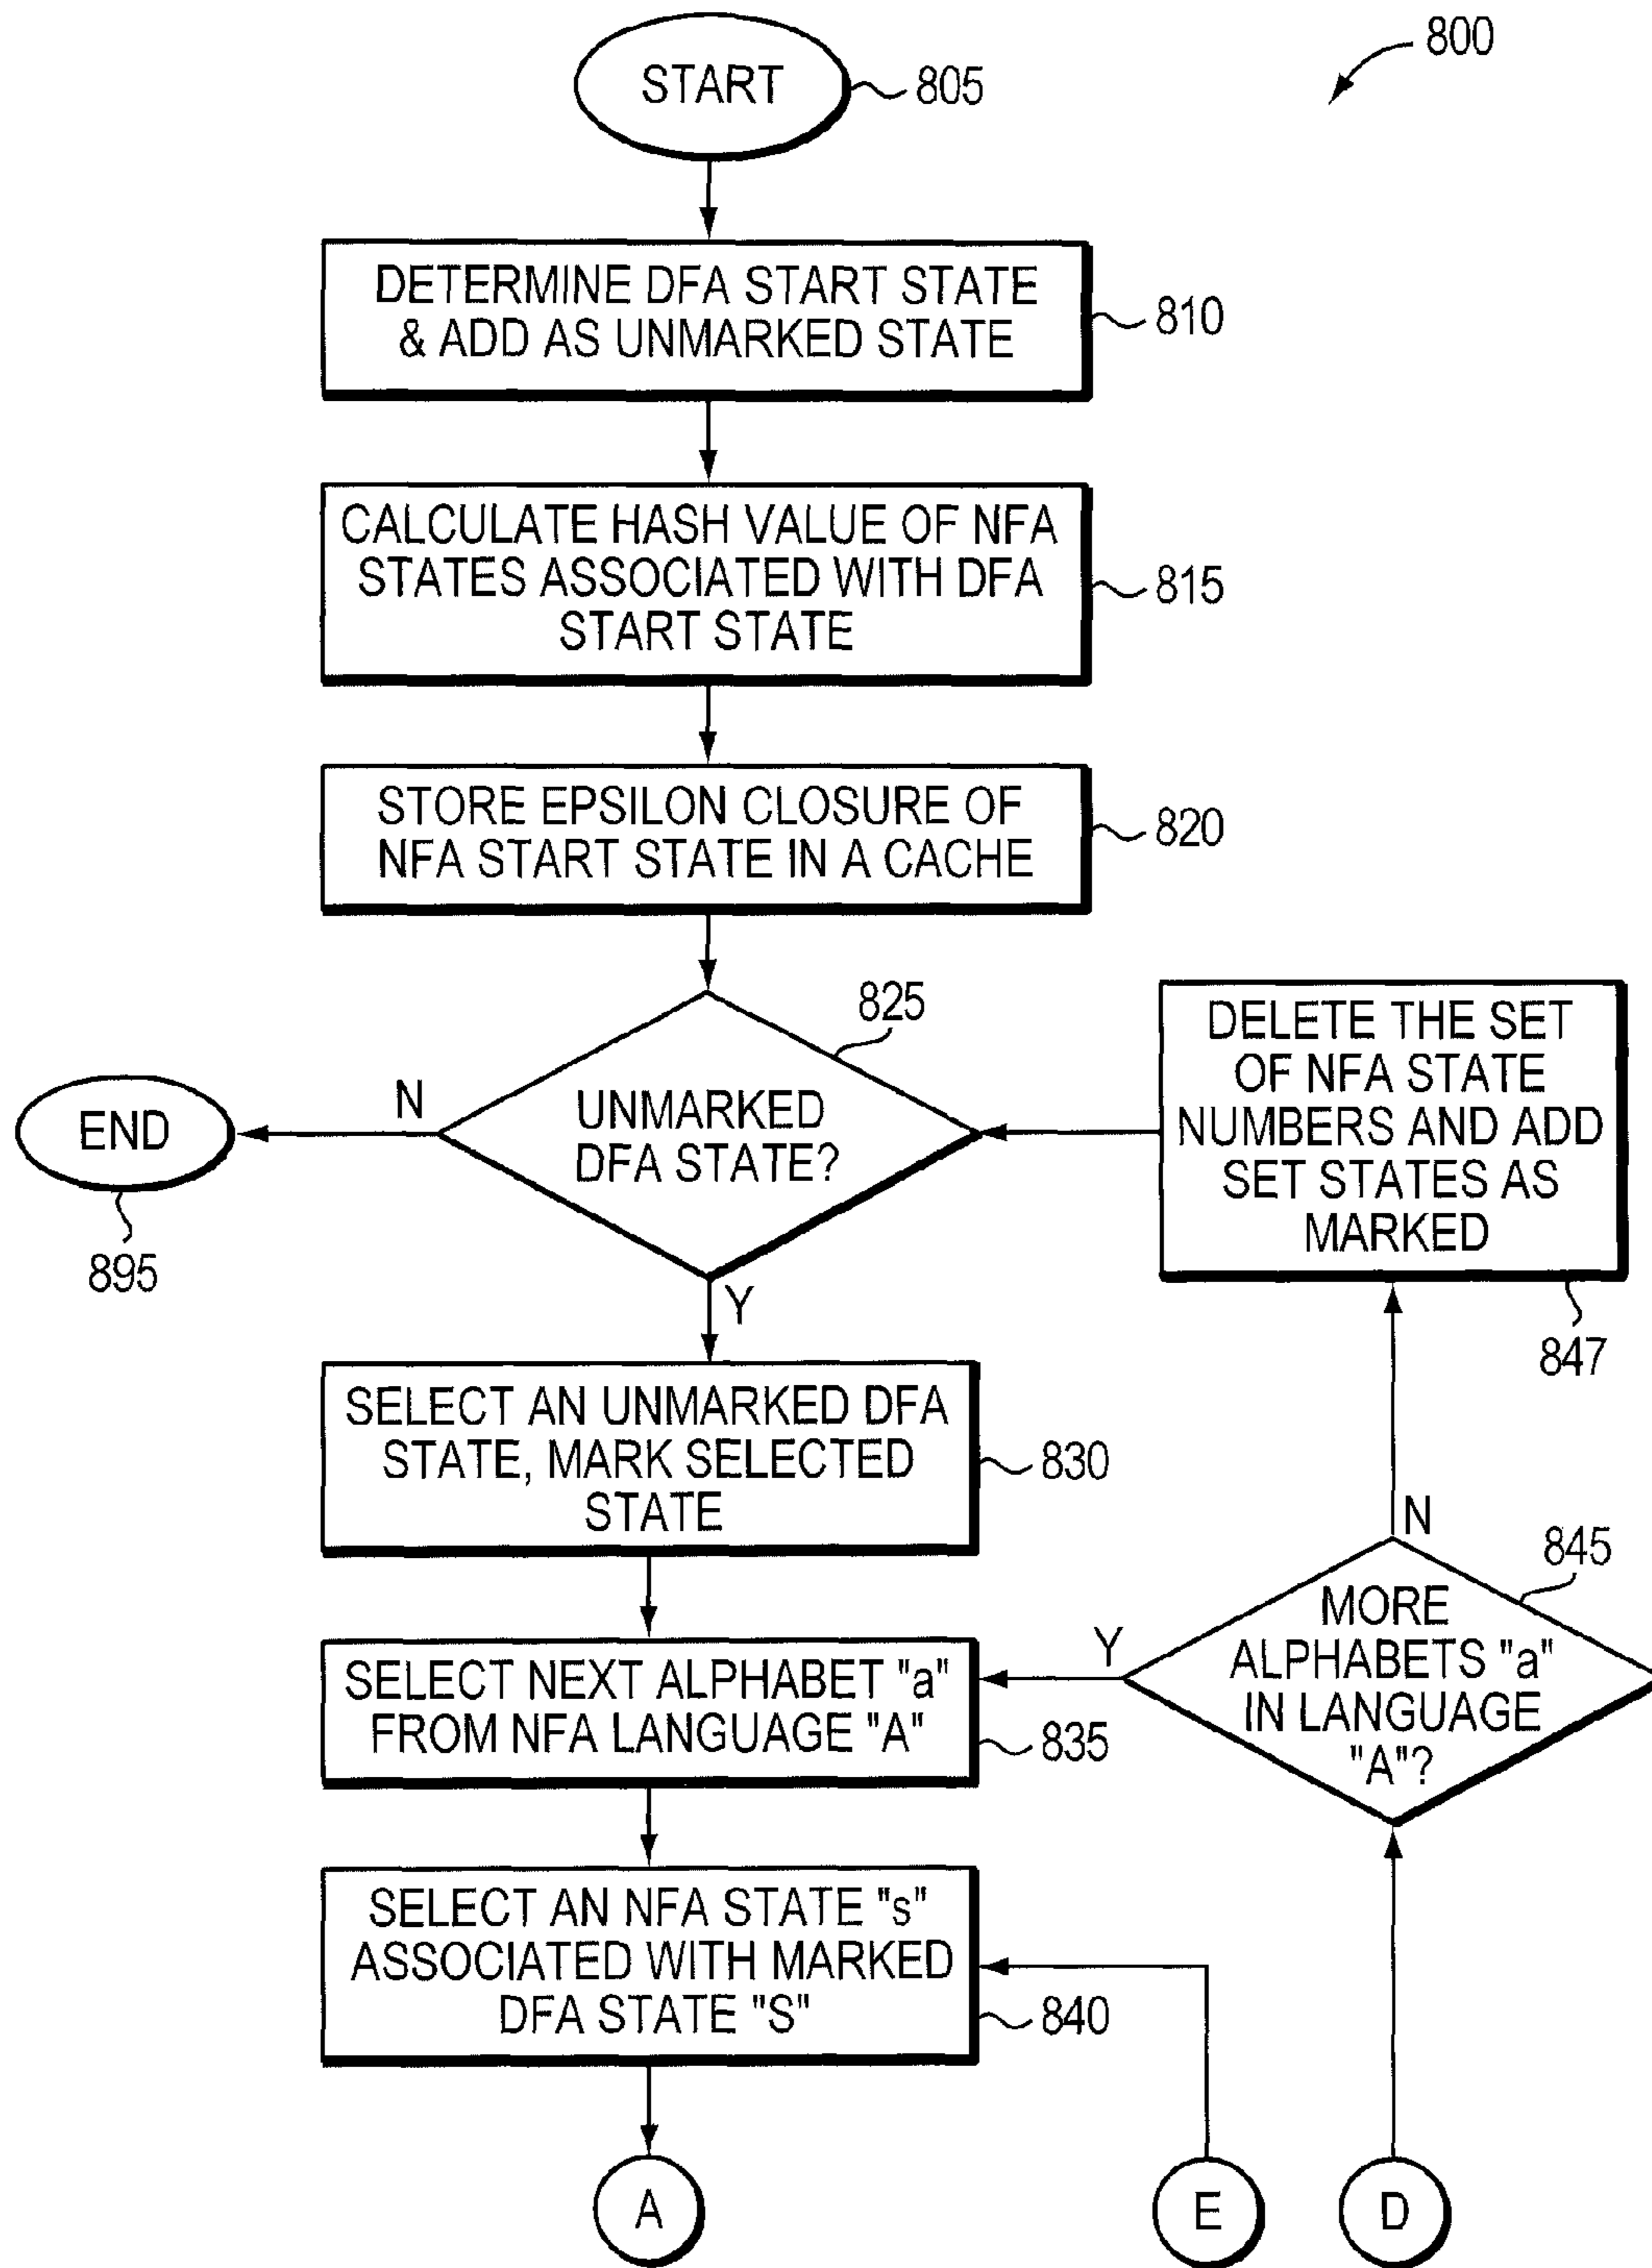 800
START
805
DETERMINE DFA START STATE
& ADD AS UNMARKED STATE
810
CALCULATE HASH VALUE OF NFA
STATES ASSOCIATED WITH DFA
START STATE
815
STORE EPSILON CLOSURE OF
NFA START STATE IN A CACHE
820
825
UNMARKED
DFA STATE?
N
END
895
Y
DELETE THE SET
OF NFA STATE
NUMBERS AND ADD
SET STATES AS
MARKED
847
SELECT AN UNMARKED DFA
STATE, MARK SELECTED
STATE
830
N
845
MORE
ALPHABETS "a"
IN LANGUAGE
"A"?
Y
SELECT NEXT ALPHABET "a"
FROM NFA LANGUAGE "A"
835
SELECT AN NFA STATE "s"
ASSOCIATED WITH MARKED
DFA STATE "S"
840
A
E
D